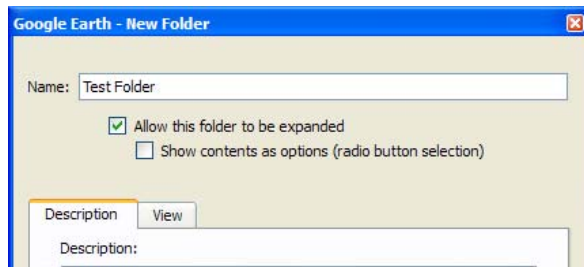 Google Earth - New Folder
Name: Test Folder
Allow this folder to be expanded
Show contents as options (radio button selection)
Description View
Description: